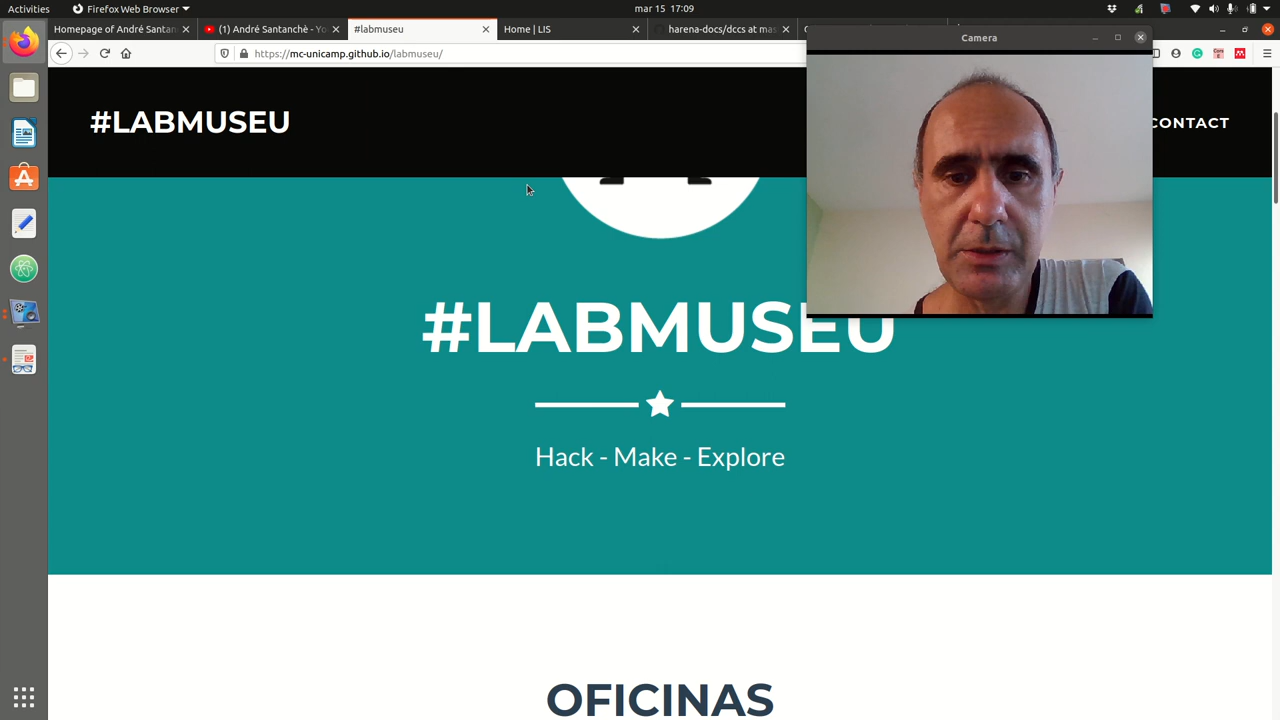 Activities
Firefox Web Browser
mar 15 17:09
Homepage of André Santan
(1) André Santanchè - Yo
#labmuseu
Home | LIS
harena-docs/dccs at mas
Camera
https://mc-unicamp.github.io/labmuseu/
#LABMUSEU
CONTACT
#LABMUSEU
Hack - Make - Explore
OFICINAS